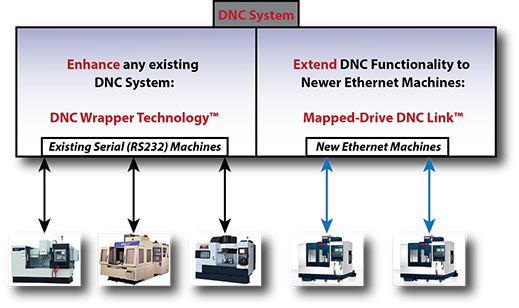 DNC System
Enhance any existing
DNC System:
DNC Wrapper Technology™
Existing Serial (RS232) Machines
Extend DNC Functionality to
Newer Ethernet Machines:
Mapped-Drive DNC Link™
New Ethernet Machines